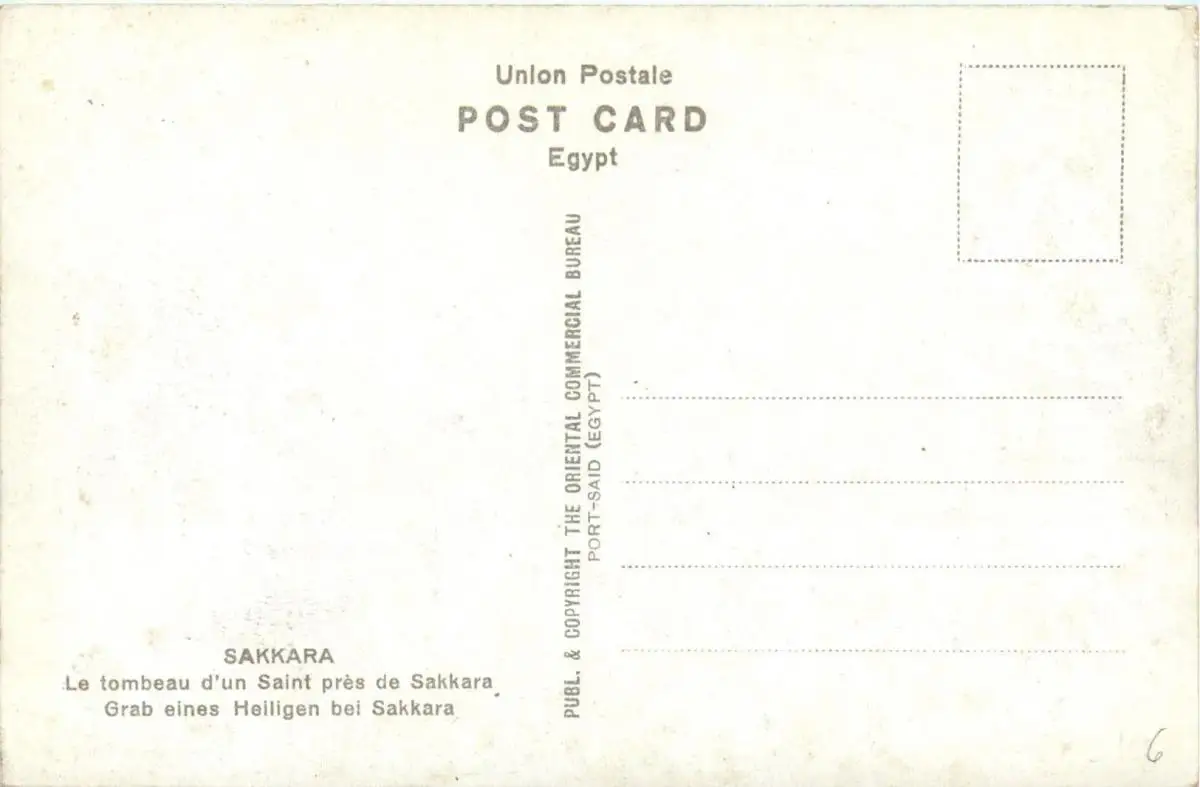 Union Postale
POST CARD
Egypt
PUBL. & COPYRIGHT THE ORIENTAL COMMERCIAL BUREAU
PORT-SAID (EGYPT)
SAKKARA
Le tombeau d'un Saint près de Sakkara
Grab eines Heiligen bei Sakkara
6